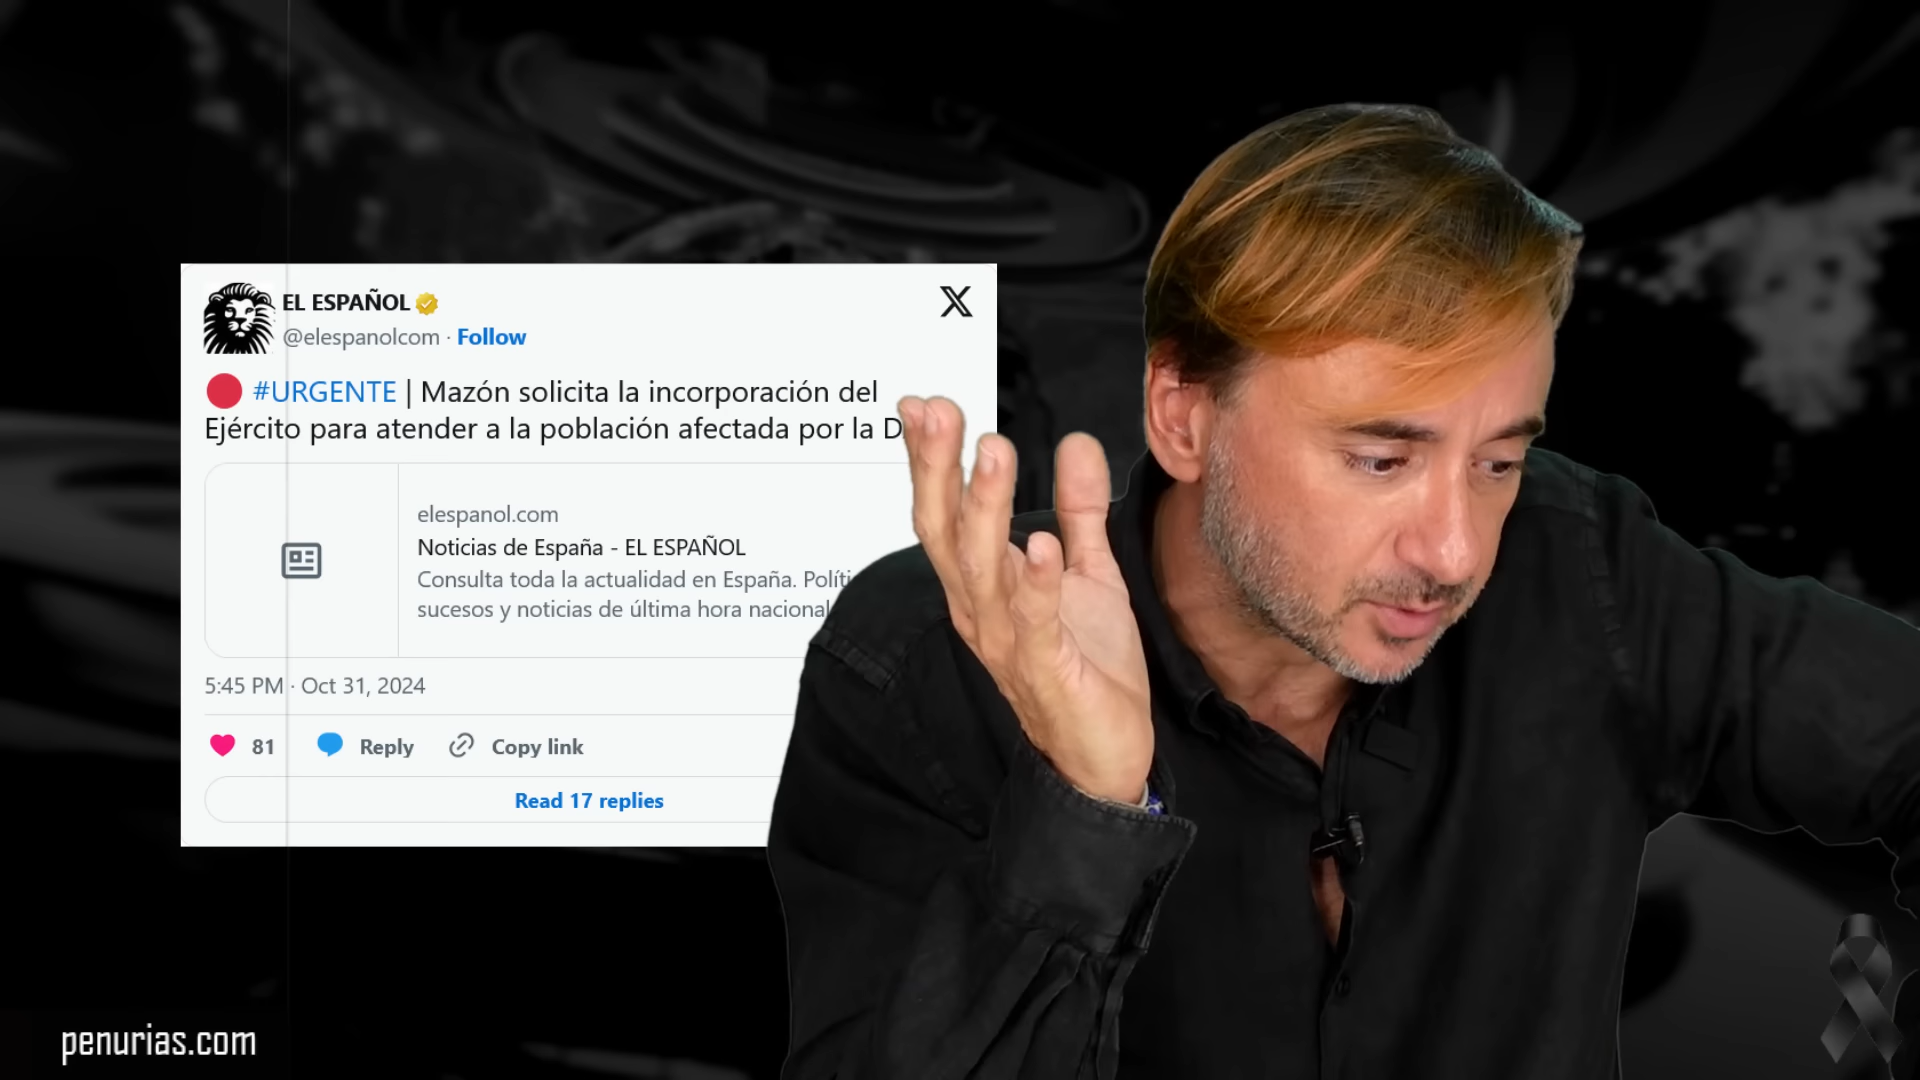 EL ESPAÑOL
@elespanolcom · Follow
#URGENTE | Mazón solicita la incorporación del
Ejército para atender a la población afectada por la
elespanol.com
Noticias de España - EL ESPAÑOL
Consulta toda la actualidad en España.
sucesos y noticias de última hora nacional
5:45 PM · Oct 31, 2024
81 Reply Copy link
Read 17 replies
penurias.com